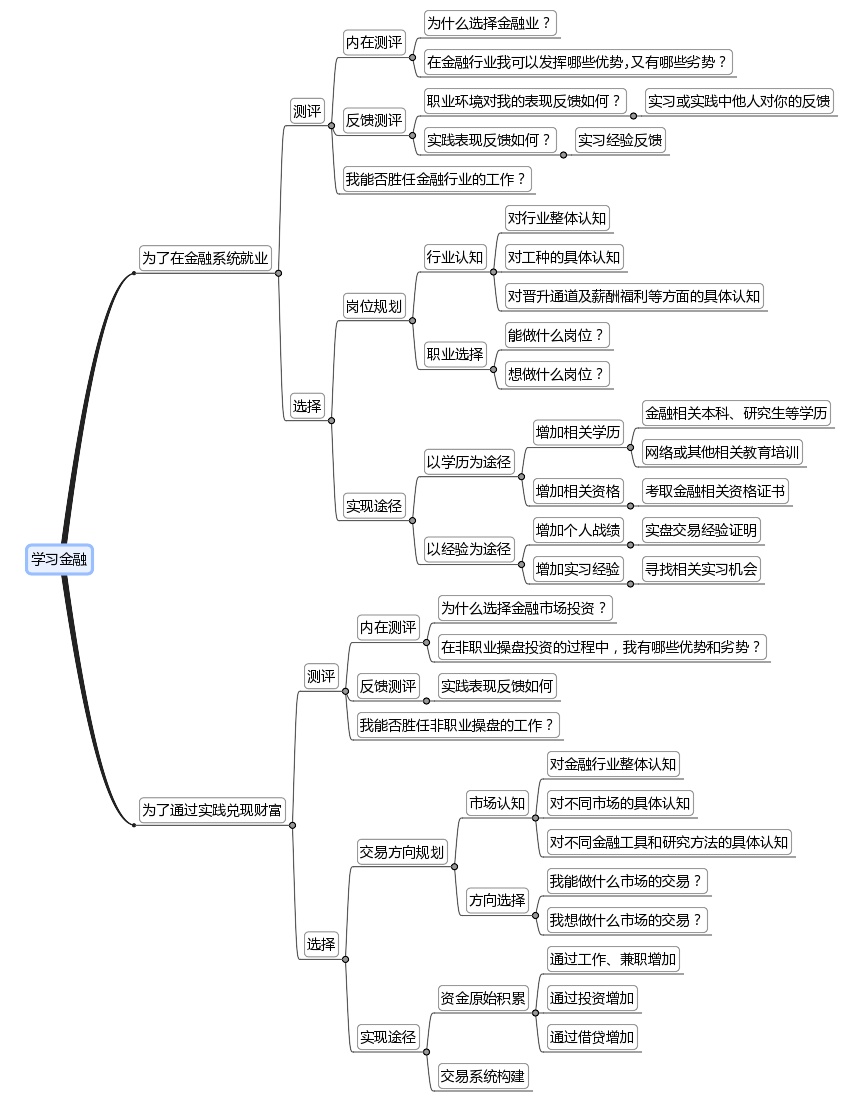 学习金融
为了在金融系统就业
测评
内在测评
为什么选择金融业？
在金融行业我可以发挥哪些优势,又有哪些劣势？
反馈测评
职业环境对我的表现反馈如何？
实习或实践中他人对你的反馈
实践表现反馈如何？
实习经验反馈
我能否胜任金融行业的工作？
选择
岗位规划
行业认知
对行业整体认知
对工种的具体认知
对晋升通道及薪酬福利等方面的具体认知
职业选择
能做什么岗位？
想做什么岗位？
实现途径
以学历为途径
增加相关学历
金融相关本科、研究生等学历
网络或其他相关教育培训
增加相关资格
考取金融相关资格证书
以经验为途径
增加个人战绩
实盘交易经验证明
增加实习经验
寻找相关实习机会
为了通过实践兑现财富
测评
内在测评
为什么选择金融市场投资？
在非职业操盘投资的过程中，我有哪些优势和劣势？
反馈测评
实践表现反馈如何
我能否胜任非职业操盘的工作？
选择
交易方向规划
市场认知
对金融行业整体认知
对不同市场的具体认知
对不同金融工具和研究方法的具体认知
方向选择
我能做什么市场的交易？
我想做什么市场的交易？
实现途径
资金原始积累
通过工作、兼职增加
通过投资增加
通过借贷增加
交易系统构建